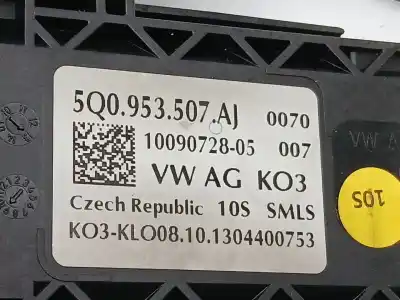 5Q0.953.507.AJ 0070
10090728-05 007
VW AG KO3
Czech Republic 10S SMLS
KO3-KLO08.10.1304400753
VW A
10S